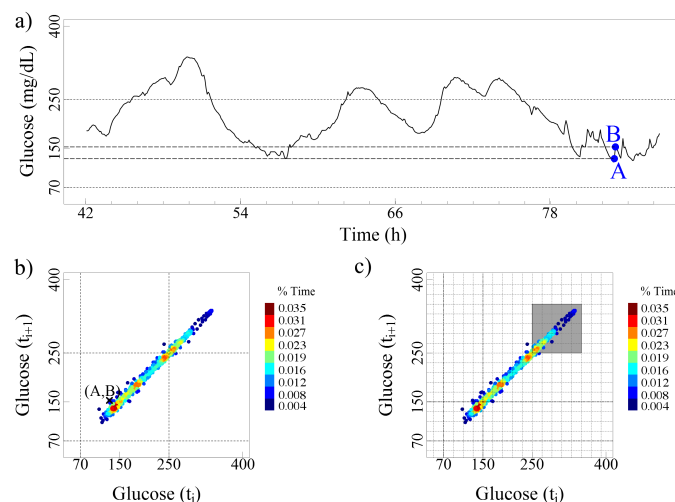 a)
Glucose (mg/dL)
400
250
150
70
B
A
42 54 66 78
Time (h)
b)
Glucose (tᵢ₊₁)
400
250
150
70
(A,B)
% Time
0.035
0.031
0.027
0.023
0.019
0.016
0.012
0.008
0.004
70 150 250 400
Glucose (tᵢ)
c)
Glucose (tᵢ₊₁)
400
250
150
70
% Time
0.035
0.031
0.027
0.023
0.019
0.016
0.012
0.008
0.004
70 150 250 400
Glucose (tᵢ)